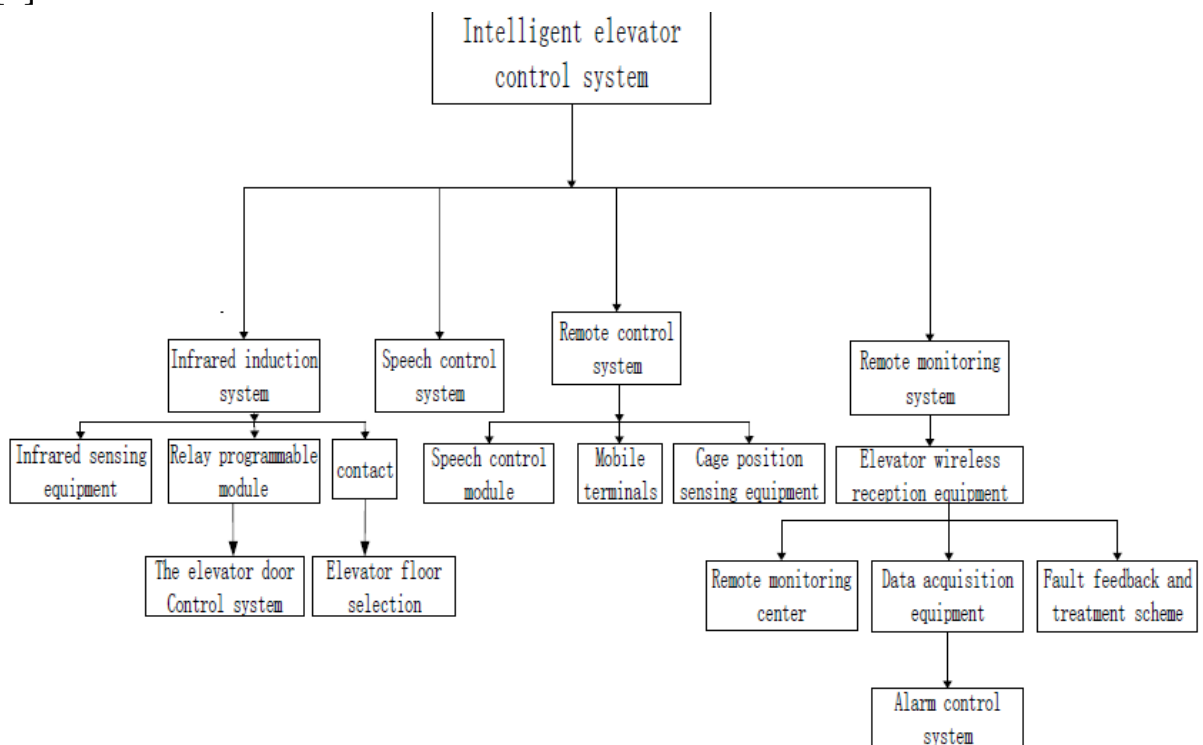 Intelligent elevator
control system
Infrared induction
system
Speech control
system
Remote control
system
Remote monitoring
system
Infrared sensing
equipment
Relay programmable
module
contact
Speech control
module
Mobile
terminals
Cage position
sensing equipment
Elevator wireless
reception equipment
The elevator door
Control system
Elevator floor
selection
Remote monitoring
center
Data acquisition
equipment
Fault feedback and
treatment scheme
Alarm control
system